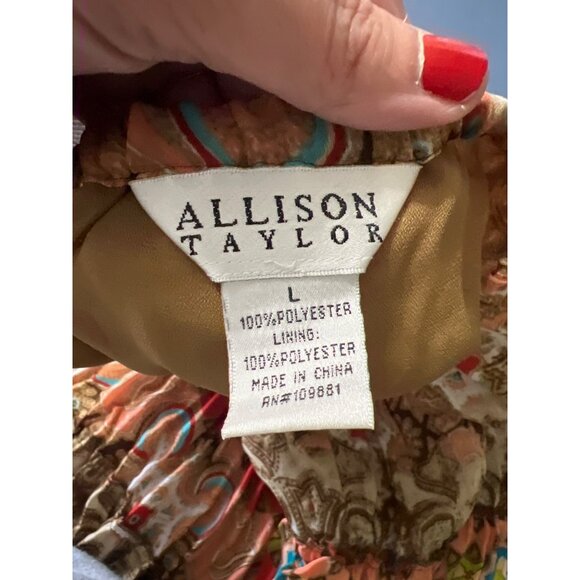 ALLISON
TAYLOR
L
100%POLYESTER
LINING:
100%POLYESTER
MADE IN CHINA
RN#109881